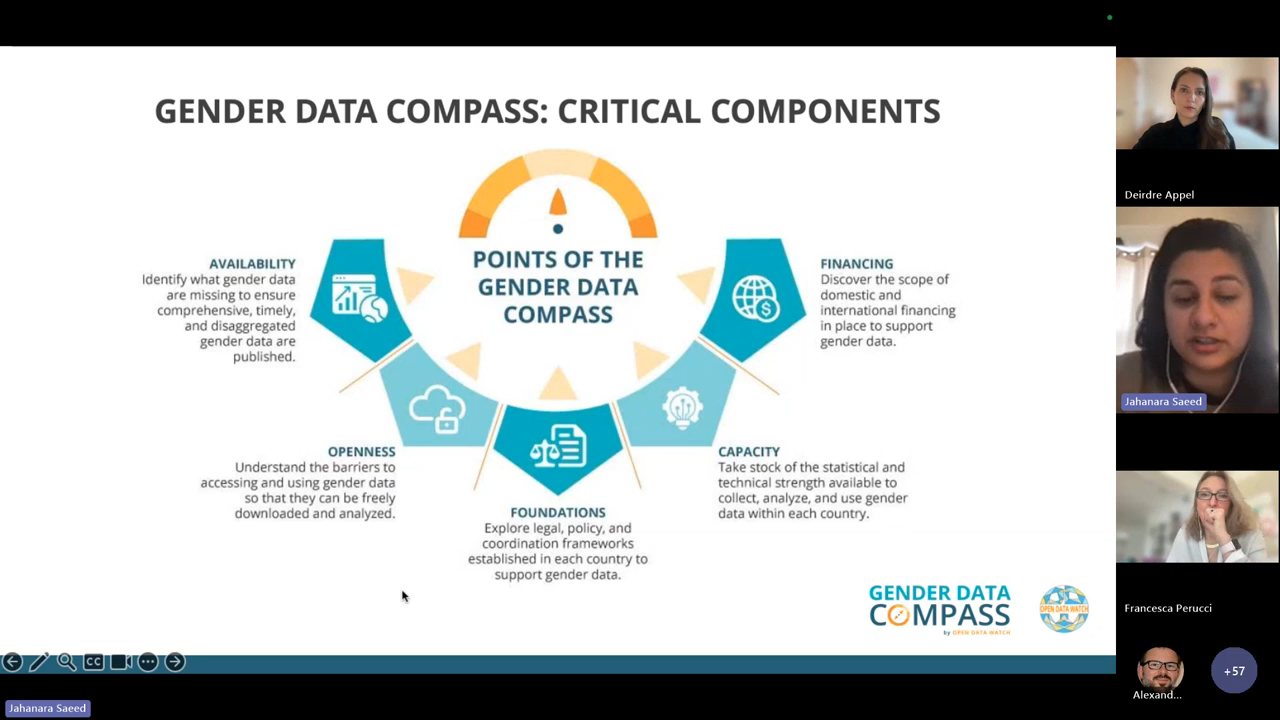 GENDER DATA COMPASS: CRITICAL COMPONENTS
POINTS OF THE
GENDER DATA
COMPASS
AVAILABILITY
Identify what gender data
are missing to ensure
comprehensive, timely,
and disaggregated
gender data are
published.
OPENNESS
Understand the barriers to
accessing and using gender data
so that they can be freely
downloaded and analyzed.
FOUNDATIONS
Explore legal, policy, and
coordination frameworks
established in each country to
support gender data.
CAPACITY
Take stock of the statistical and
technical strength available to
collect, analyze, and use gender
data within each country.
FINANCING
Discover the scope of
domestic and
international financing
in place to support
gender data.
$
GENDER DATA
COMPASS
by OPEN DATA WATCH
OPEN DATA WATCH
CC
Jahanara Saeed
Deirdre Appel
Jahanara Saeed
Francesca Perucci
Alexand...
+57